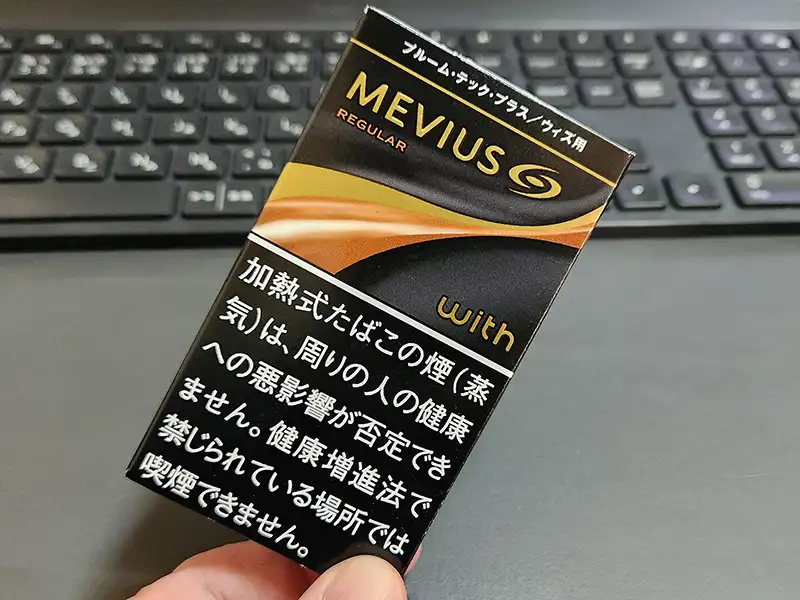 プルーム・テック・プラス／ウィズ用
MEVIUS
REGULAR
with
加熱式たばこの煙(蒸
気)は、周りの人の健康
への悪影響が否定でき
ません。健康増進法で
禁じられている場所では
喫煙できません。